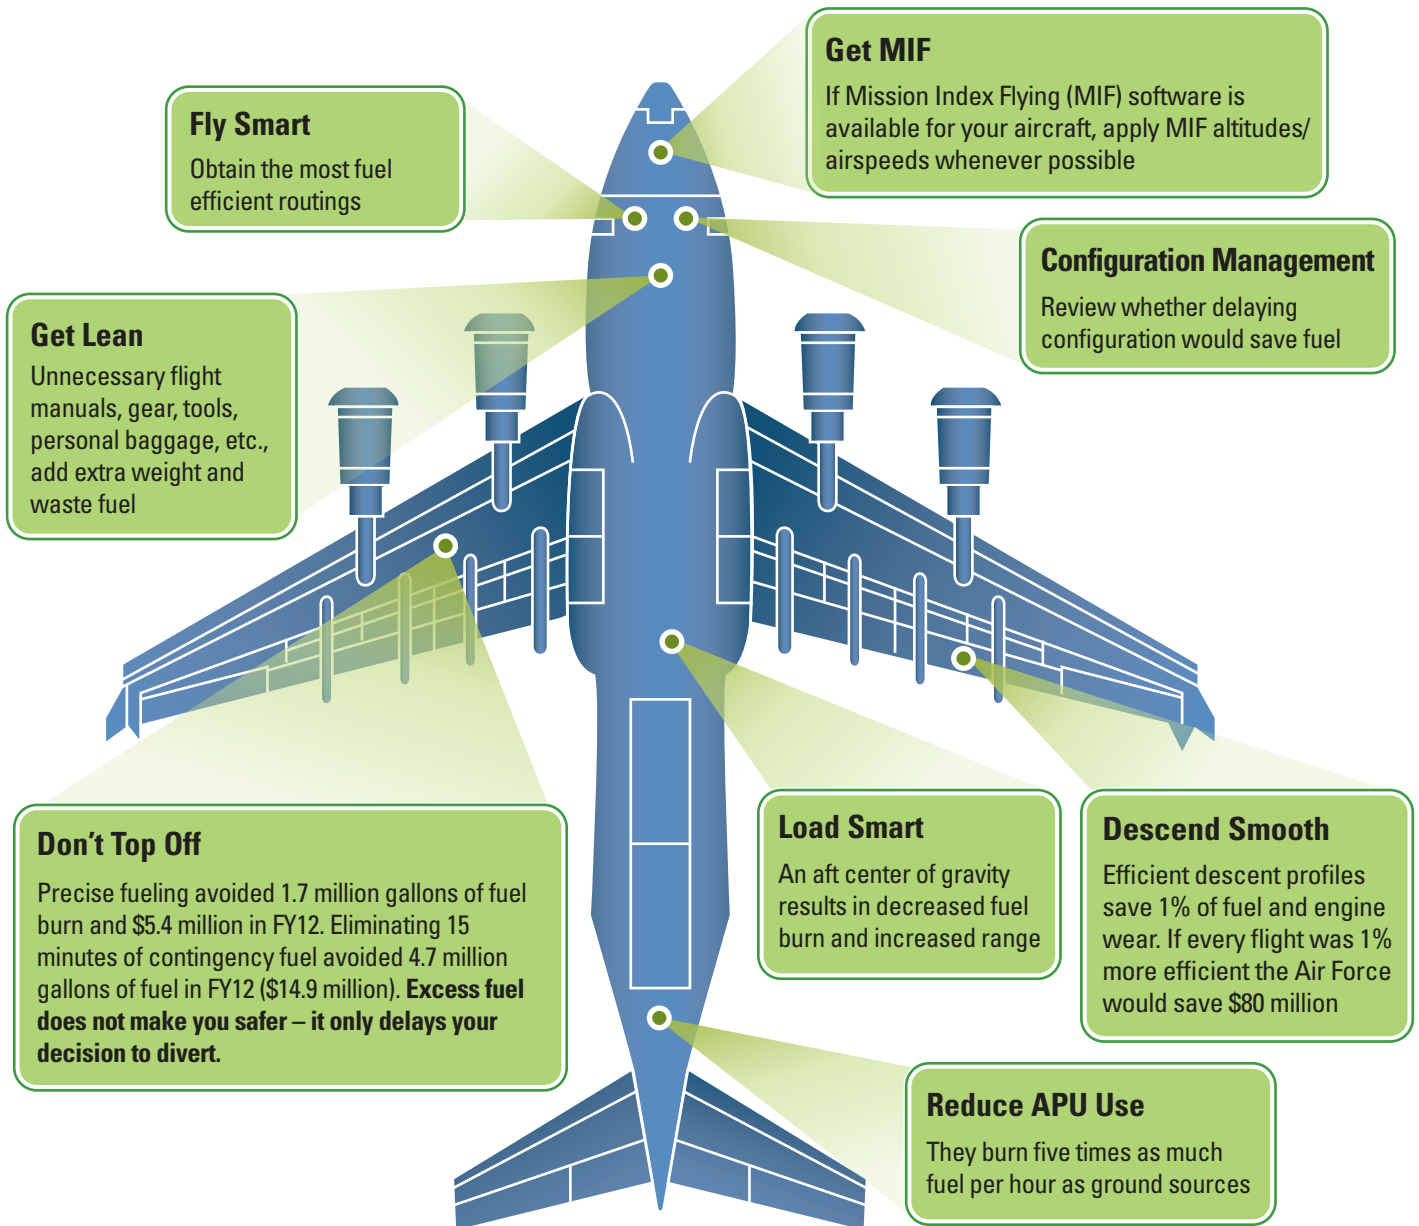 Get MIF
If Mission Index Flying (MIF) software is
available for your aircraft, apply MIF altitudes/
airspeeds whenever possible
Fly Smart
Obtain the most fuel
efficient routings
Configuration Management
Review whether delaying
configuration would save fuel
Get Lean
Unnecessary flight
manuals, gear, tools,
personal baggage, etc.,
add extra weight and
waste fuel
Don't Top Off
Precise fueling avoided 1.7 million gallons of fuel
burn and $5.4 million in FY12. Eliminating 15
minutes of contingency fuel avoided 4.7 million
gallons of fuel in FY12 ($14.9 million). Excess fuel
does not make you safer – it only delays your
decision to divert.
Load Smart
An aft center of gravity
results in decreased fuel
burn and increased range
Descend Smooth
Efficient descent profiles
save 1% of fuel and engine
wear. If every flight was 1%
more efficient the Air Force
would save $80 million
Reduce APU Use
They burn five times as much
fuel per hour as ground sources